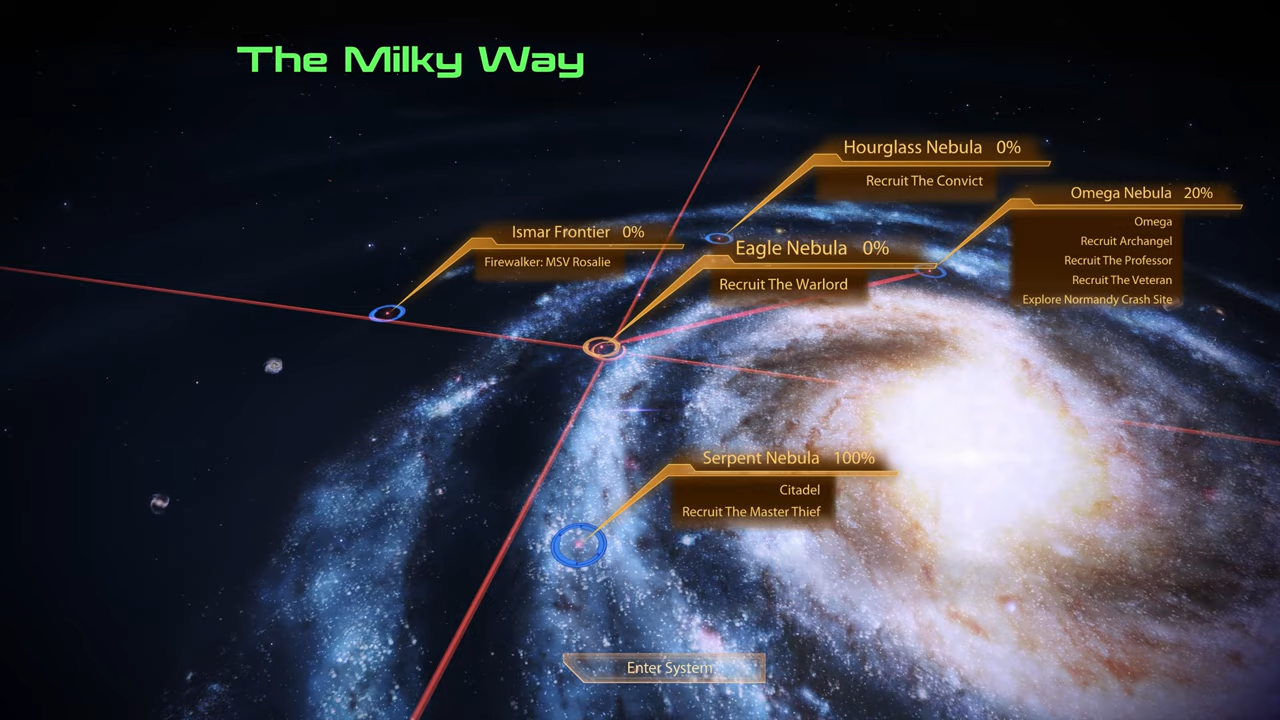 The Milky Way
Hourglass Nebula 0%
Recruit The Convict
Omega Nebula 20%
Omega
Recruit Archangel
Recruit The Professor
Recruit The Veteran
Explore Normandy Crash Site
Ismar Frontier 0%
Firewalker: MSV Rosalie
Eagle Nebula 0%
Recruit The Warlord
Serpent Nebula 100%
Citadel
Recruit The Master Thief
Enter System